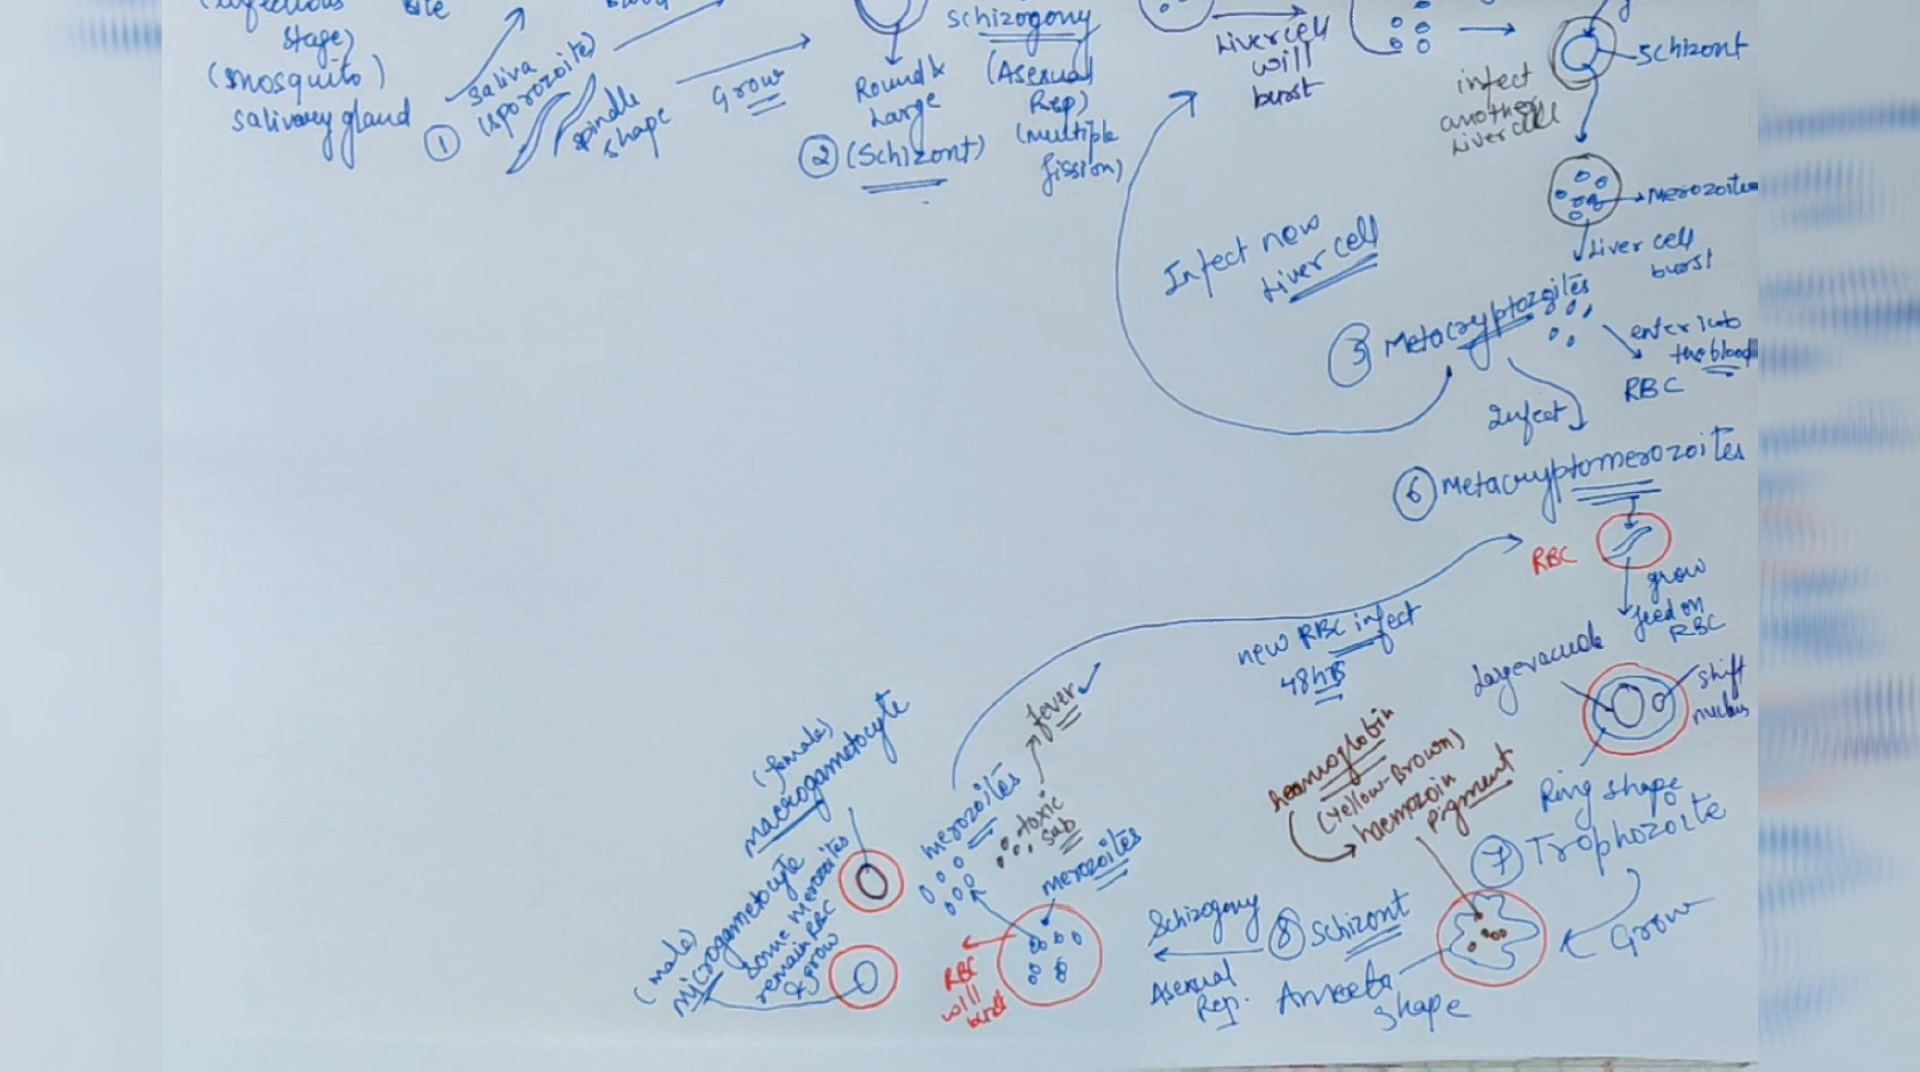 (infectious
stage)
(mosquito)
salivary gland
bite
①
saliva
(sporozoites)
spindle
shape
Grow
Round &
Large
② (Schizont)
schizogony
(Asexual
Rep)
(multiple
fission)
Liver cell
will
burst
infect
another
Liver cell
schizont
merozoites
Liver cell
burst
Infect new
Liver cell
⑤ Metacryptozoites
enter into
the blood
RBC
Infect
⑥ Metacryptomerozoites
RBC
grow
feed on
RBC
new RBC infect
48 hrs
Large vacuole
shift
nucleus
Ring shape
⑦ Trophozoite
Grow
haemoglobin
(Yellow-Brown)
haemozoin
pigment
Amoeba
shape
⑧ Schizont
Schizogony
Asexual
Rep.
merozoites
RBC
will
burst
merozoites
toxic
sub
fever ✓
(female)
macrogametocyte
some merozoites
remain RBC
& grow
(male)
microgametocyte